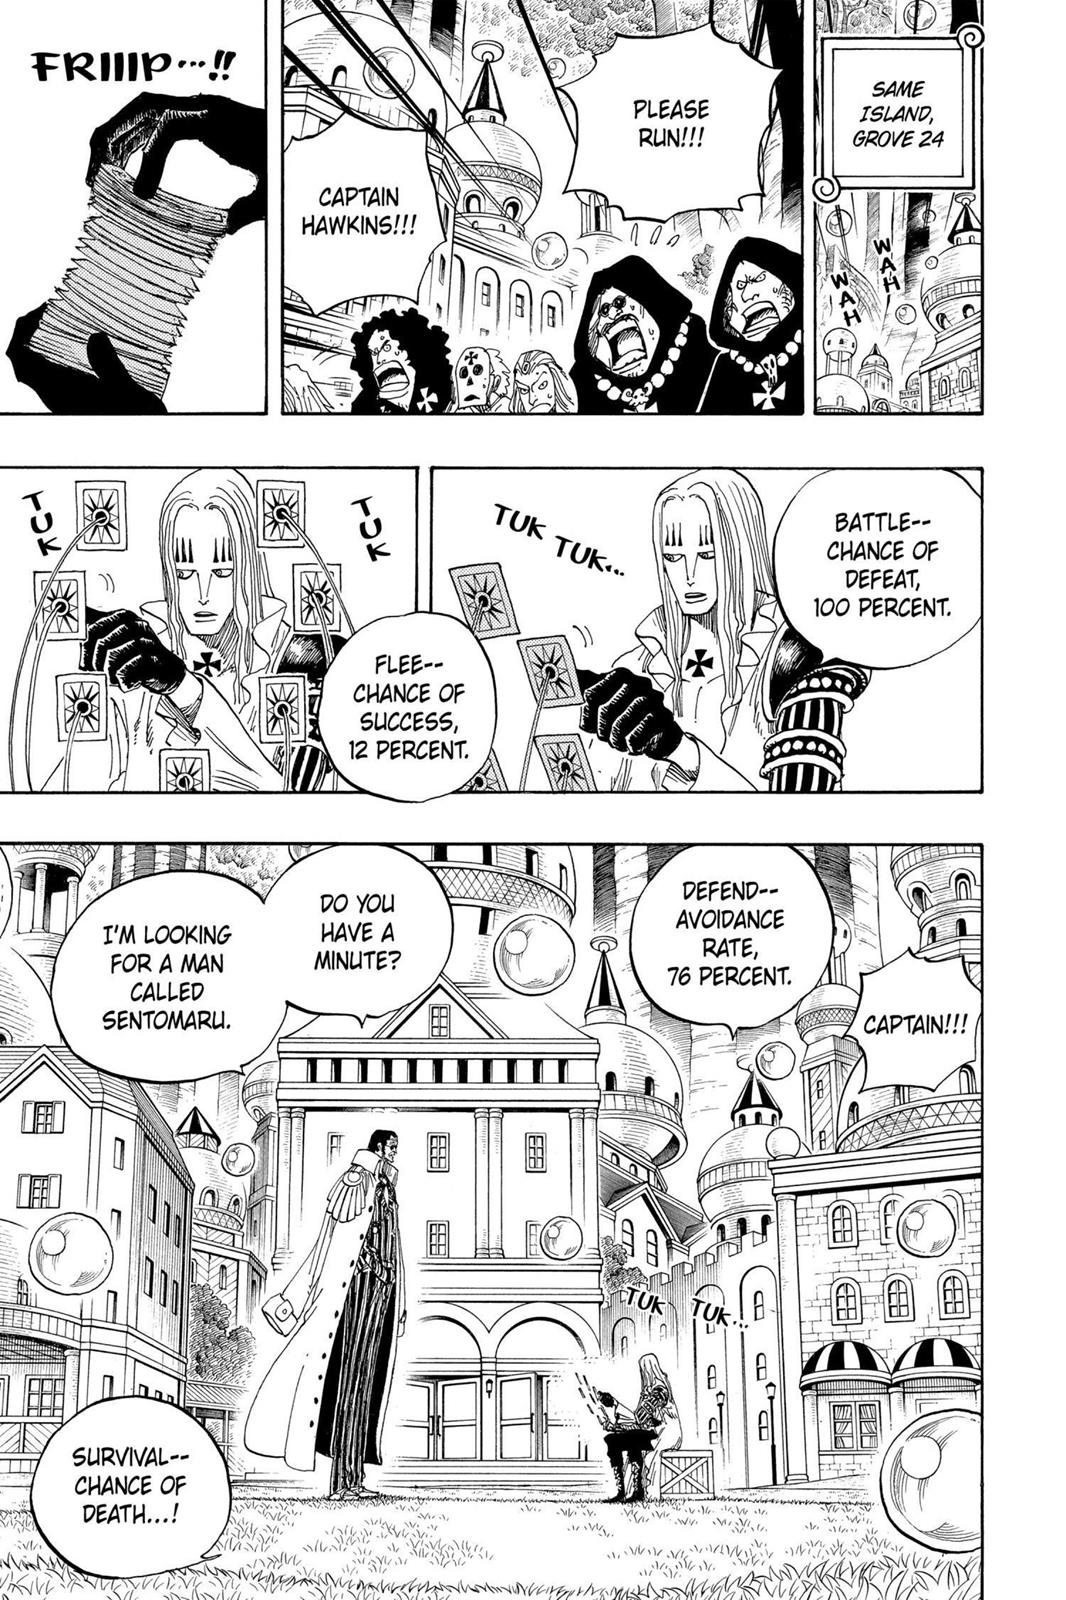 SAME
ISLAND,
GROVE 24
WAH
WAH
PLEASE
RUN!!!
CAPTAIN
HAWKINS!!!
FRIIIP...!!
BATTLE--
CHANCE OF
DEFEAT,
100 PERCENT.
TUK
TUK...
FLEE--
CHANCE OF
SUCCESS,
12 PERCENT.
TUK
TUK
DEFEND--
AVOIDANCE
RATE,
76 PERCENT.
CAPTAIN!!!
DO YOU
HAVE A
MINUTE?
I'M LOOKING
FOR A MAN
CALLED
SENTOMARU.
TUK
TUK...
SURVIVAL--
CHANCE OF
DEATH...!